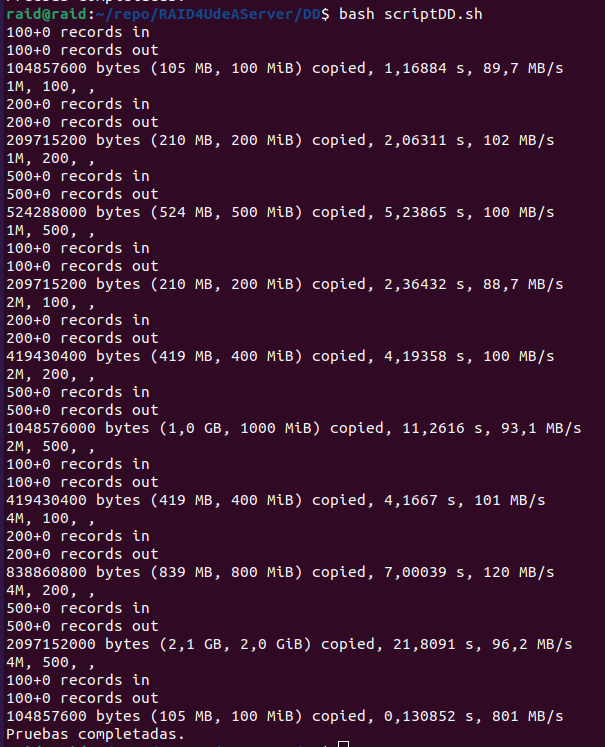 raid@raid:~/repo/RAID4UdeAServer/DD$ bash scriptDD.sh
100+0 records in
100+0 records out
104857600 bytes (105 MB, 100 MiB) copied, 1,16884 s, 89,7 MB/s
1M, 100, ,
200+0 records in
200+0 records out
209715200 bytes (210 MB, 200 MiB) copied, 2,06311 s, 102 MB/s
1M, 200, ,
500+0 records in
500+0 records out
524288000 bytes (524 MB, 500 MiB) copied, 5,23865 s, 100 MB/s
1M, 500, ,
100+0 records in
100+0 records out
209715200 bytes (210 MB, 200 MiB) copied, 2,36432 s, 88,7 MB/s
2M, 100, ,
200+0 records in
200+0 records out
419430400 bytes (419 MB, 400 MiB) copied, 4,19358 s, 100 MB/s
2M, 200, ,
500+0 records in
500+0 records out
1048576000 bytes (1,0 GB, 1000 MiB) copied, 11,2616 s, 93,1 MB/s
2M, 500, ,
100+0 records in
100+0 records out
419430400 bytes (419 MB, 400 MiB) copied, 4,1667 s, 101 MB/s
4M, 100, ,
200+0 records in
200+0 records out
838860800 bytes (839 MB, 800 MiB) copied, 7,00039 s, 120 MB/s
4M, 200, ,
500+0 records in
500+0 records out
2097152000 bytes (2,1 GB, 2,0 GiB) copied, 21,8091 s, 96,2 MB/s
4M, 500, ,
100+0 records in
100+0 records out
104857600 bytes (105 MB, 100 MiB) copied, 0,130852 s, 801 MB/s
Pruebas completadas.